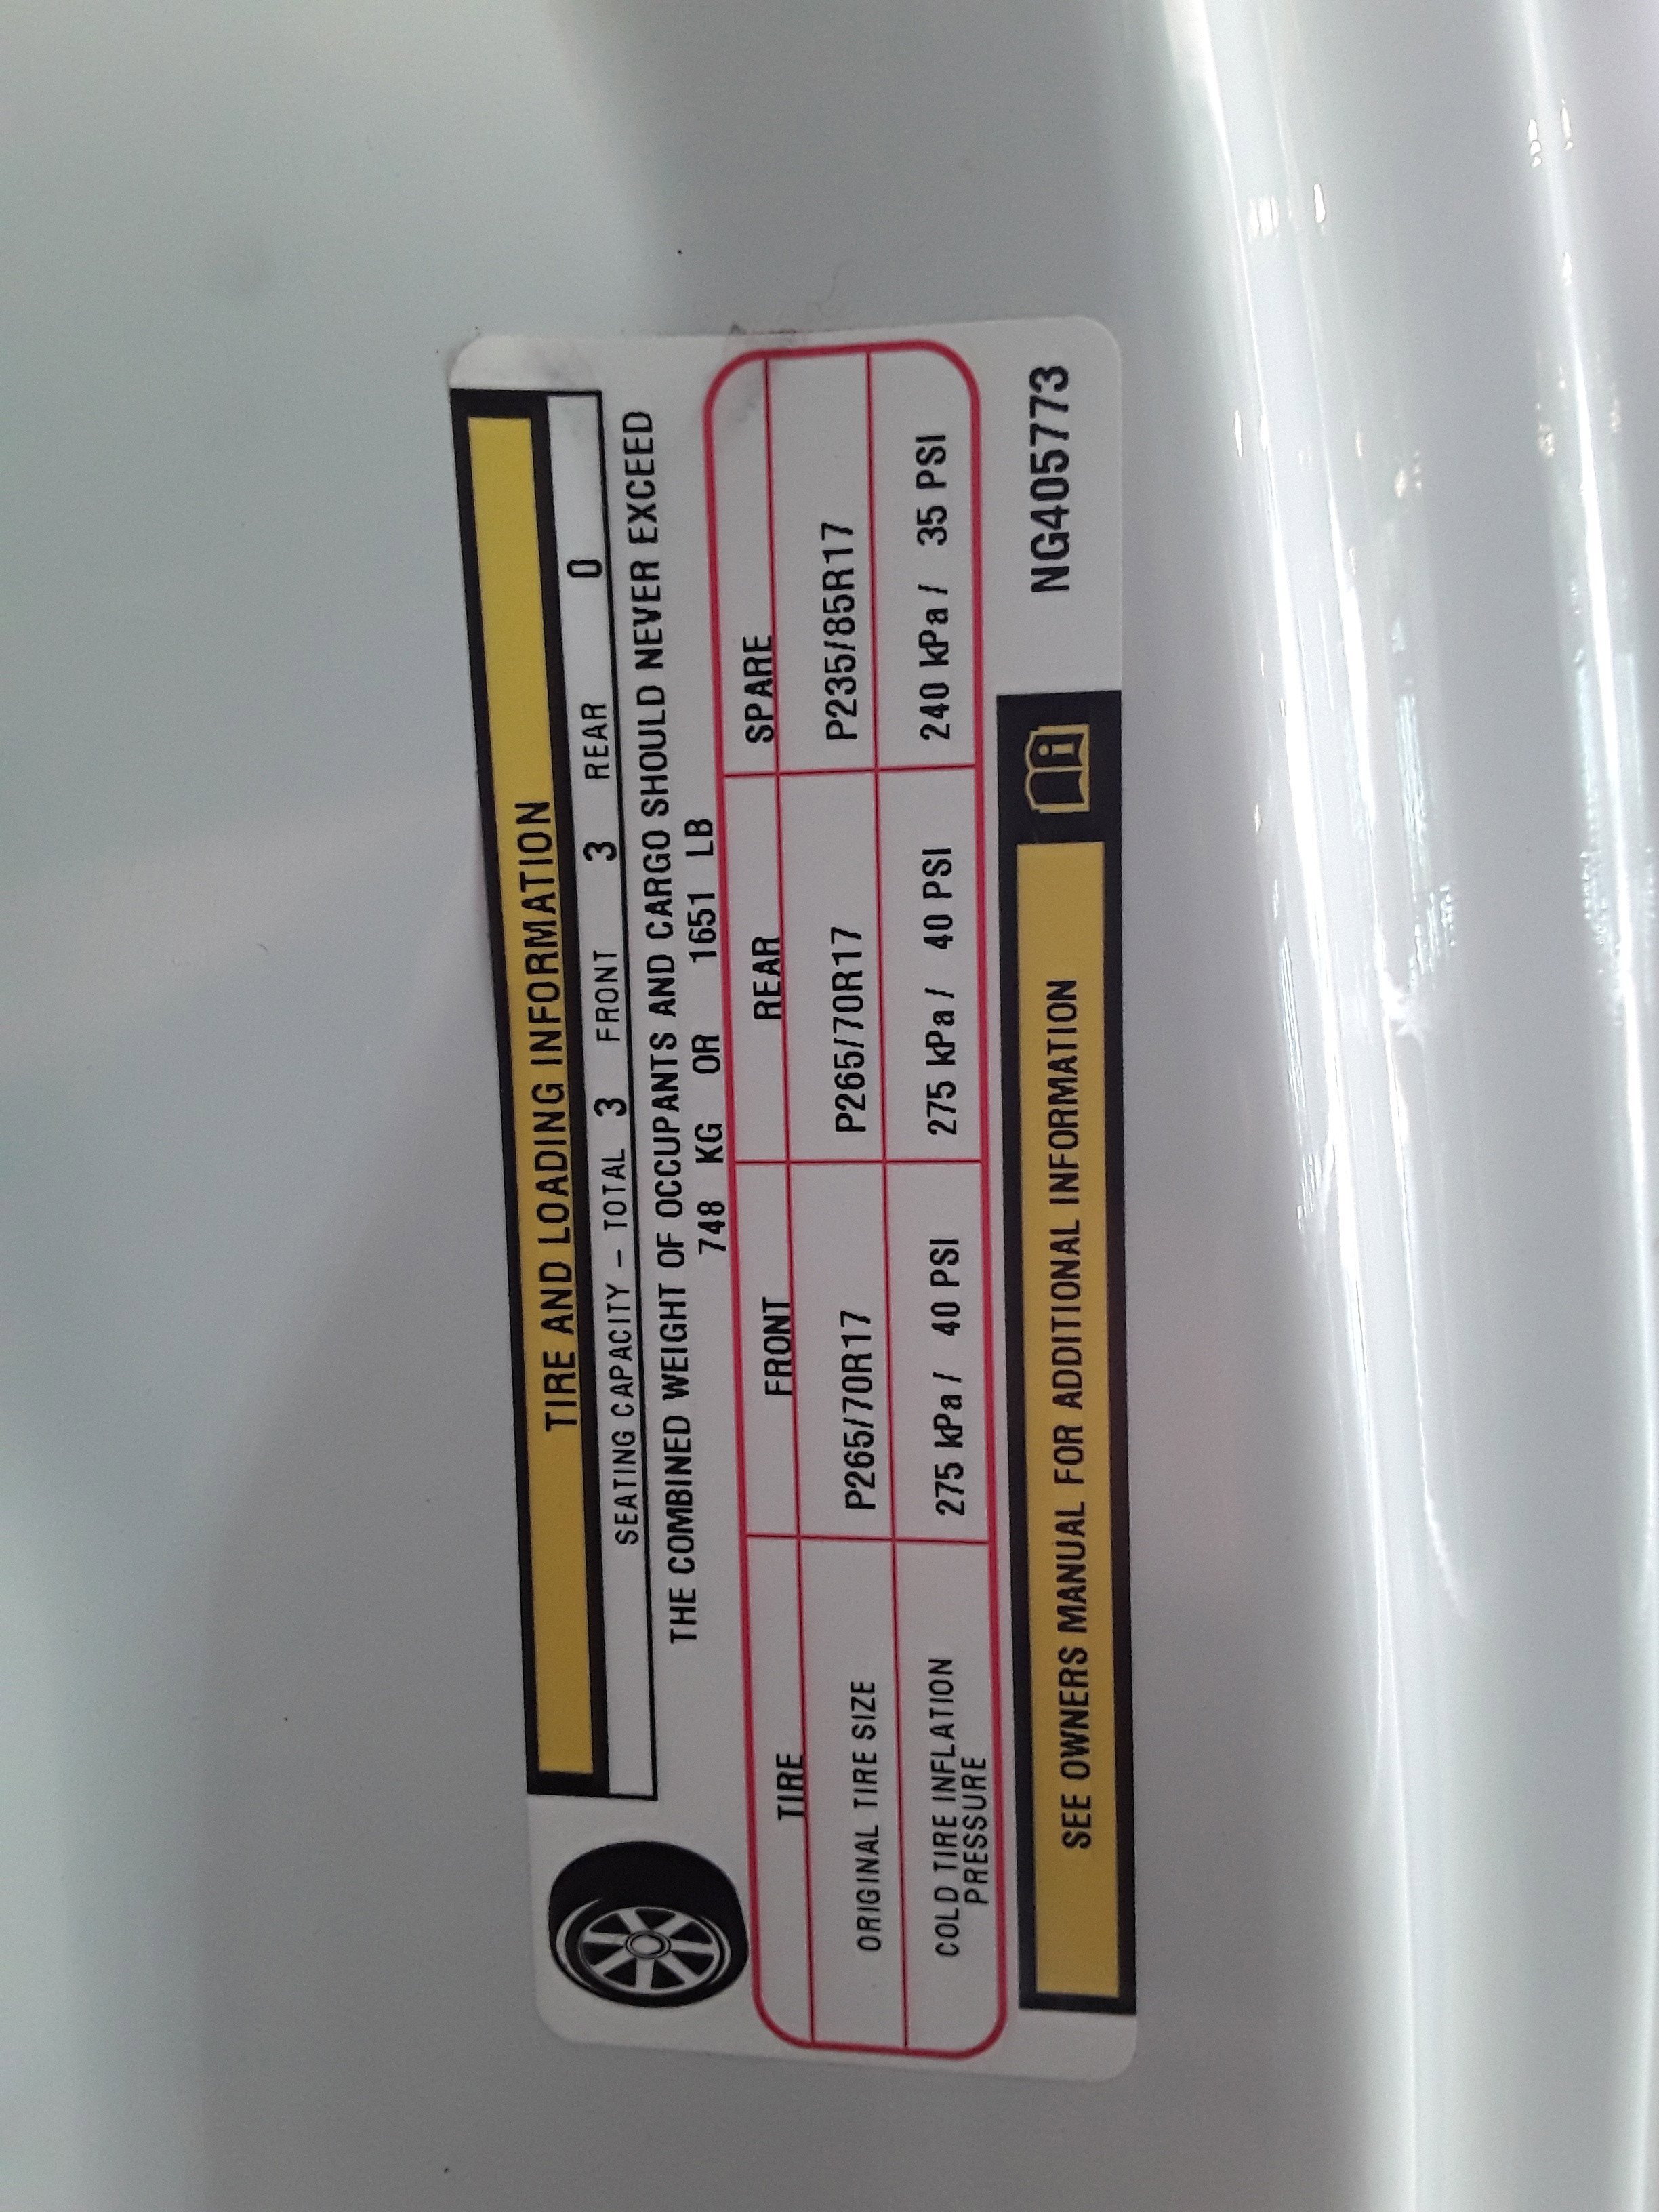 TIRE AND LOADING INFORMATION
SEATING CAPACITY – TOTAL 3 FRONT 3 REAR 0
THE COMBINED WEIGHT OF OCCUPANTS AND CARGO SHOULD NEVER EXCEED
748 KG OR 1651 LB
TIRE FRONT REAR SPARE
ORIGINAL TIRE SIZE P265/70R17 P265/70R17 P235/85R17
COLD TIRE INFLATION
PRESSURE 275 kPa / 40 PSI 275 kPa / 40 PSI 240 kPa / 35 PSI
SEE OWNERS MANUAL FOR ADDITIONAL INFORMATION NG405773